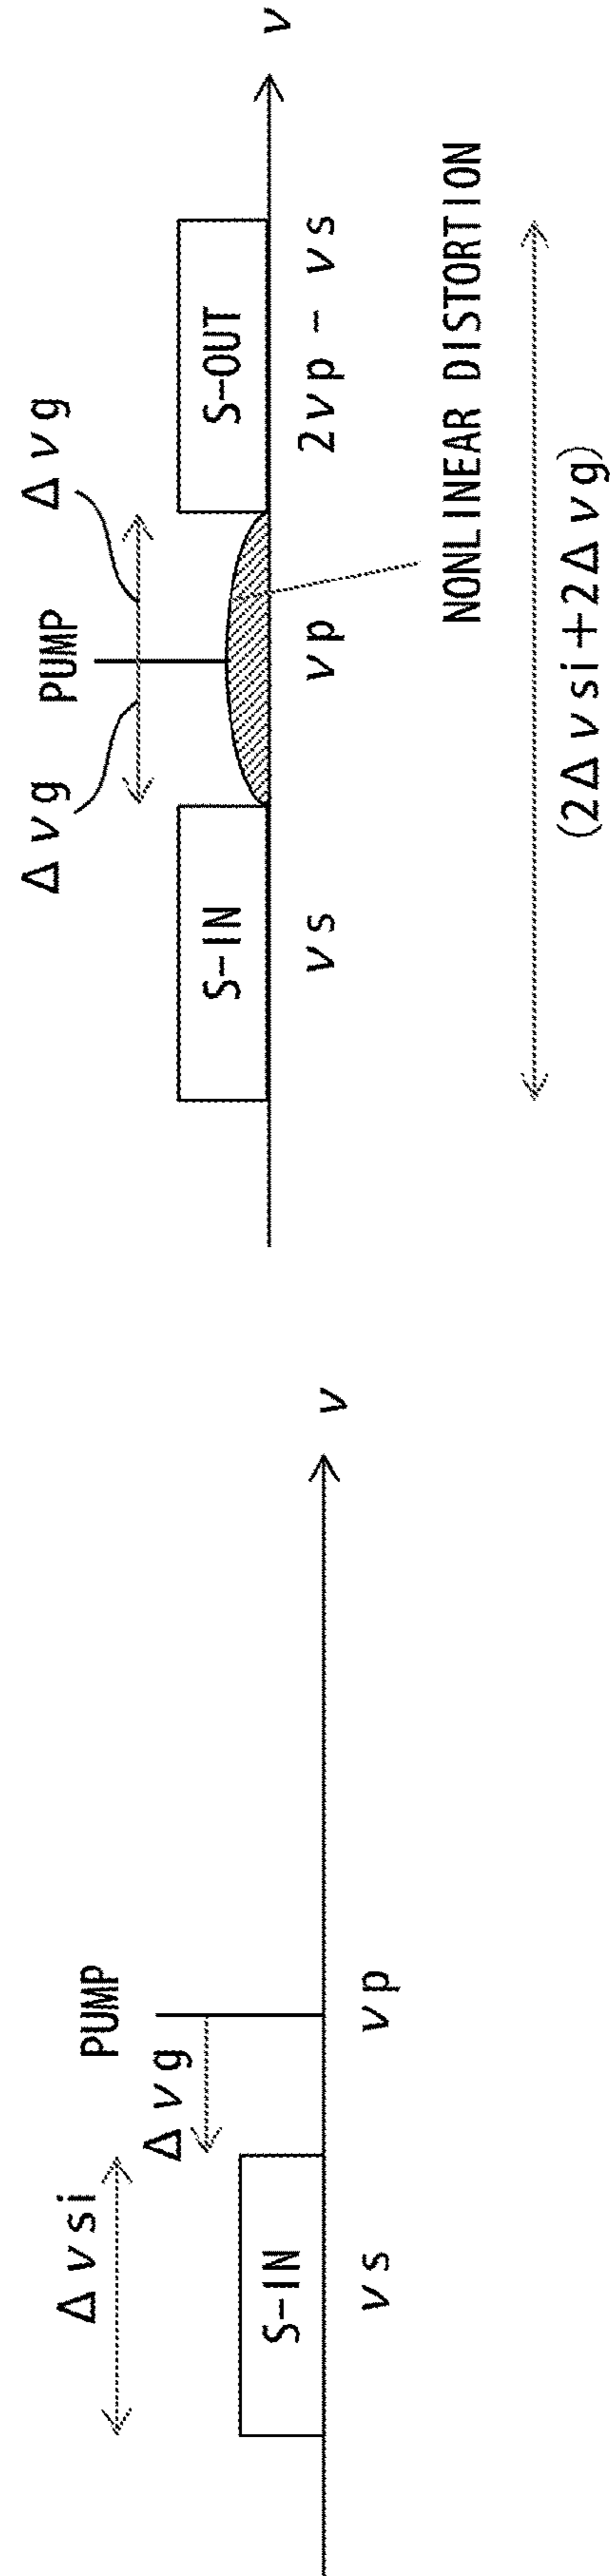 Δνsi
PUMP
Δνg
S-IN
νs
νp
ν
Δνg
PUMP
Δνg
S-IN
S-OUT
νs
νp
2νp-νs
ν
NONLINEAR DISTORTION
(2Δνsi+2Δνg)